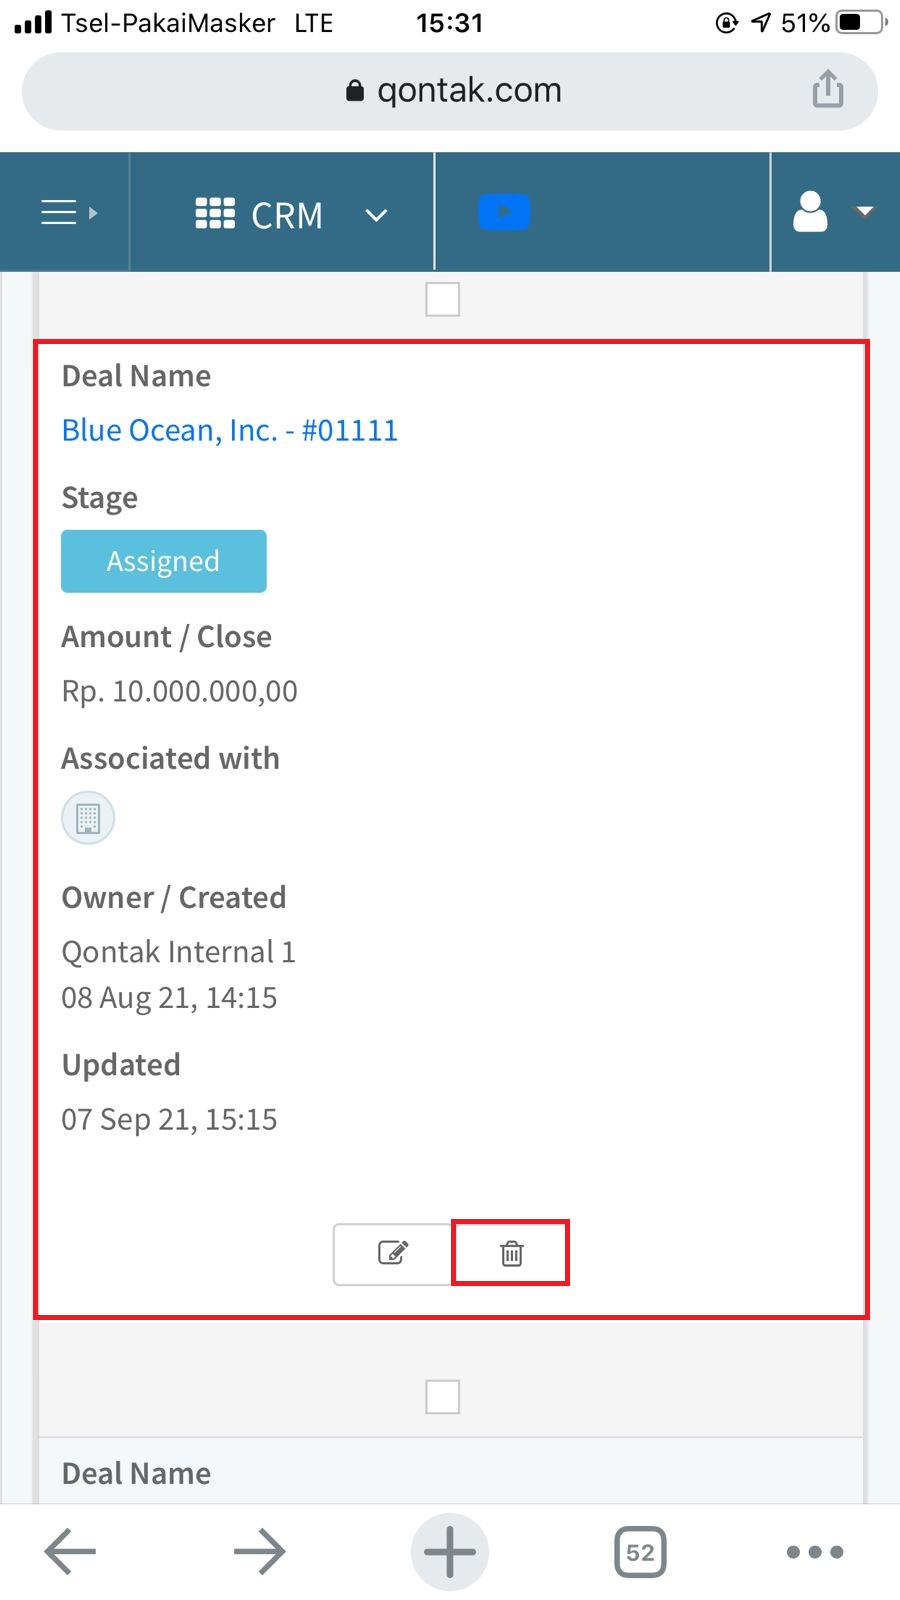 Tsel-PakaiMasker LTE 15:31 51%
qontak.com
CRM
Deal Name
Blue Ocean, Inc. - #01111
Stage
Assigned
Amount / Close
Rp. 10.000.000,00
Associated with
Owner / Created
Qontak Internal 1
08 Aug 21, 14:15
Updated
07 Sep 21, 15:15
Deal Name
52